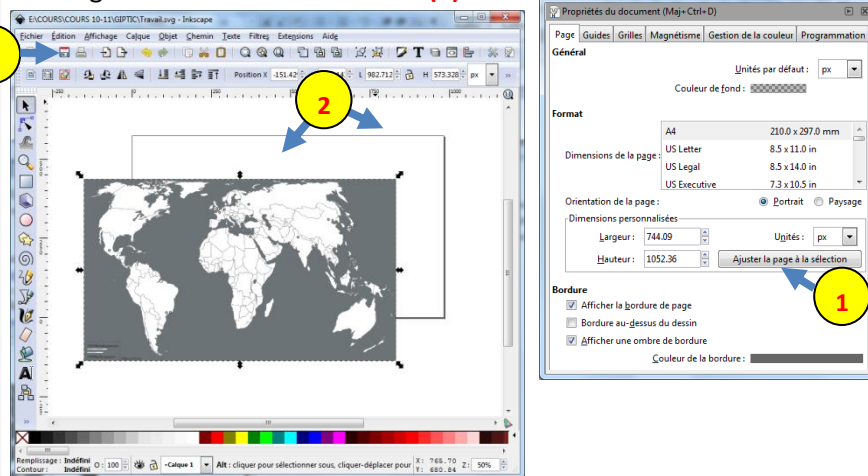 E:\COURS\COURS 10-11\GIPTIC\Travail.svg - Inkscape
Fichier Édition Affichage Calque Objet Chemin Texte Filtres Extensions Aide
Position X -151.42 L 982.712 H 573.328 px
2
Remplissage : Indéfini
Contour : Indéfini
O: 100
-Calque 1
Alt : cliquer pour sélectionner sous, cliquer-déplacer pour
X: 766.70
Y: 680.84
Z: 50%
Propriétés du document (Maj+Ctrl+D)
Page Guides Grilles Magnétisme Gestion de la couleur Programmation
Général
Unités par défaut : px
Couleur de fond :
Format
Dimensions de la page :
A4 210.0 x 297.0 mm
US Letter 8.5 x 11.0 in
US Legal 8.5 x 14.0 in
US Executive 7.3 x 10.5 in
Orientation de la page : Portrait Paysage
Dimensions personnalisées
Largeur : 744.09 Unités : px
Hauteur : 1052.36 Ajuster la page à la sélection
1
Bordure
Afficher la bordure de page
Bordure au-dessus du dessin
Afficher une ombre de bordure
Couleur de la bordure :